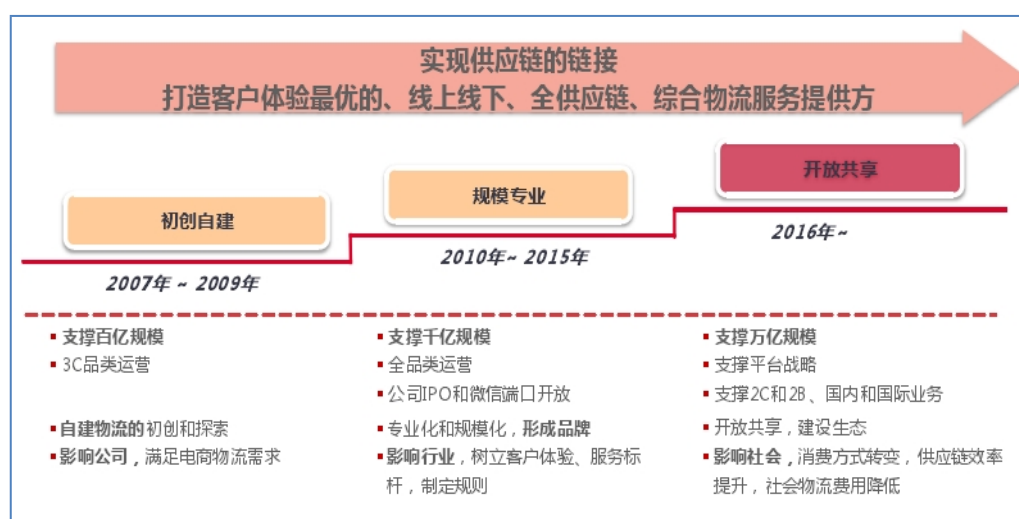 实现供应链的链接
打造客户体验最优的、线上线下、全供应链、综合物流服务提供方
初创自建
规模专业
开放共享
2007年 ~ 2009年
2010年~ 2015年
2016年~
▪ 支撑百亿规模
▪ 3C品类运营
▪ 自建物流的初创和探索
▪ 影响公司，满足电商物流需求
▪ 支撑千亿规模
▪ 全品类运营
▪ 公司IPO和微信端口开放
▪ 专业化和规模化，形成品牌
▪ 影响行业，树立客户体验、服务标
杆，制定规则
▪ 支撑万亿规模
▪ 支撑平台战略
▪ 支撑2C和2B、国内和国际业务
▪ 开放共享，建设生态
▪ 影响社会，消费方式转变，供应链效率
提升，社会物流费用降低